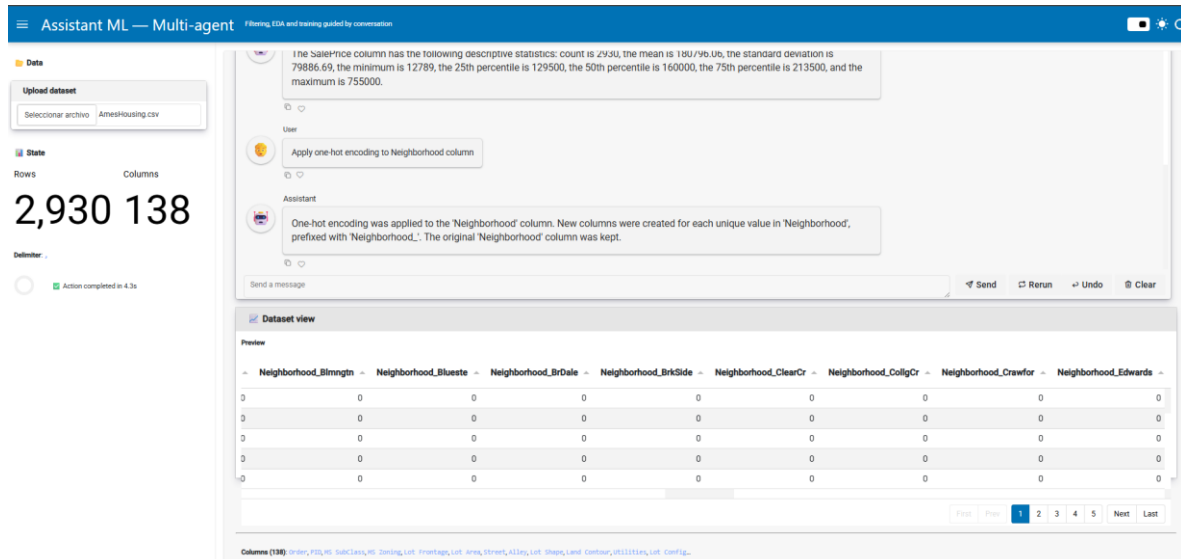 Assistant ML — Multi-agent Filtering, EDA and training guided by conversation
Data
Upload dataset
Seleccionar archivo AmesHousing.csv
State
Rows Columns
2,930 138
Delimiter: ,
Action completed in 4.3s
The SalePrice column has the following descriptive statistics: count is 2930, the mean is 180796.06, the standard deviation is
79886.69, the minimum is 12789, the 25th percentile is 129500, the 50th percentile is 160000, the 75th percentile is 213500, and the
maximum is 755000.
User
Apply one-hot encoding to Neighborhood column
Assistant
One-hot encoding was applied to the 'Neighborhood' column. New columns were created for each unique value in 'Neighborhood',
prefixed with 'Neighborhood_'. The original 'Neighborhood' column was kept.
Send a message Send Rerun Undo Clear
Dataset view
Preview
Neighborhood_Blmngtn Neighborhood_Blueste Neighborhood_BrDale Neighborhood_BrkSide Neighborhood_ClearCr Neighborhood_CollgCr Neighborhood_Crawfor Neighborhood_Edwards
0 0 0 0 0 0 0 0 0
0 0 0 0 0 0 0 0 0
0 0 0 0 0 0 0 0 0
0 0 0 0 0 0 0 0 0
0 0 0 0 0 0 0 0 0
First Prev 1 2 3 4 5 Next Last
Columns (138): Order, PID, MS SubClass, MS Zoning, Lot Frontage, Lot Area, Street, Alley, Lot Shape, Land Contour, Utilities, Lot Config…